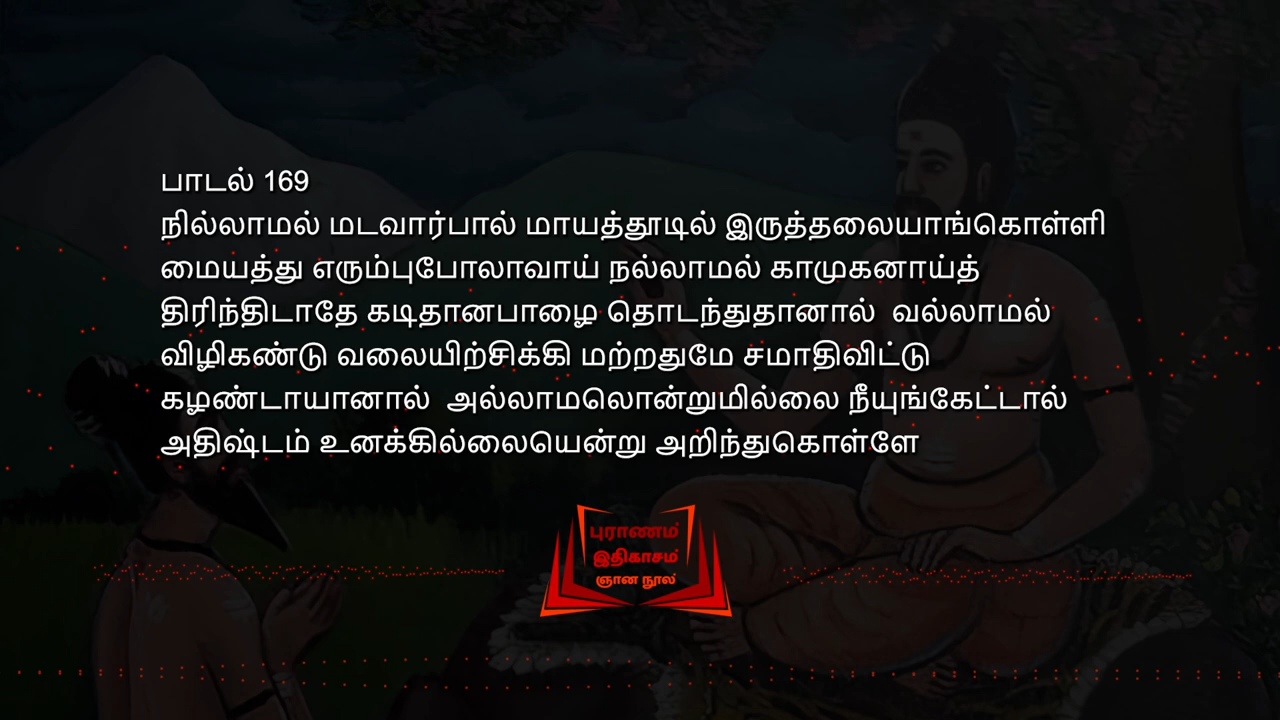 பாடல் 169
நில்லாமல் மடவார்பால் மாயத்தூடில் இருத்தலையாங்கொள்ளி
மையத்து எரும்புபோலாவாய் நல்லாமல் காமுகனாய்த்
திரிந்திடாதே கடிதானபாழை தொடந்துதானால் வல்லாமல்
விழிகண்டு வலையிற்சிக்கி மற்றதுமே சமாதிவிட்டு
கழண்டாயானால் அல்லாமலொன்றுமில்லை நீயுங்கேட்டால்
அதிஷ்டம் உனக்கில்லையென்று அறிந்துகொள்ளே
புராணம்
இதிகாசம்
ஞான நூல்